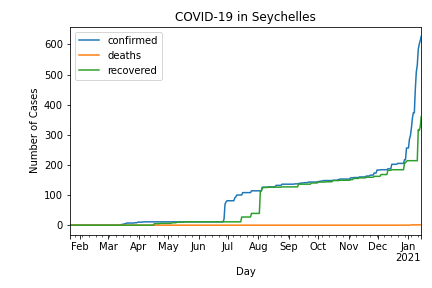 COVID-19 in Seychelles
confirmed
deaths
recovered
Number of Cases
600
500
400
300
200
100
0
Feb Mar Apr May Jun Jul Aug Sep Oct Nov Dec Jan
2021
Day